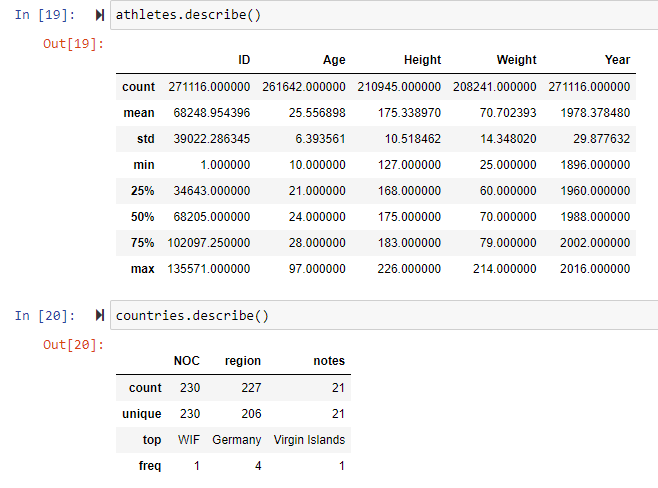 In [19]: athletes.describe()
Out[19]:
ID Age Height Weight Year
count 271116.000000 261642.000000 210945.000000 208241.000000 271116.000000
mean 68248.954396 25.556898 175.338970 70.702393 1978.378480
std 39022.286345 6.393561 10.518462 14.348020 29.877632
min 1.000000 10.000000 127.000000 25.000000 1896.000000
25% 34643.000000 21.000000 168.000000 60.000000 1960.000000
50% 68205.000000 24.000000 175.000000 70.000000 1988.000000
75% 102097.250000 28.000000 183.000000 79.000000 2002.000000
max 135571.000000 97.000000 226.000000 214.000000 2016.000000
In [20]: countries.describe()
Out[20]:
NOC region notes
count 230 227 21
unique 230 206 21
top WIF Germany Virgin Islands
freq 1 4 1